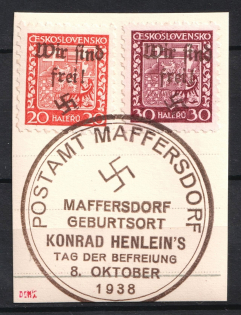 ČESKOSLOVENSKO
Wir sind
frei!
20 HALÉŘŮ 20
ČESKOSLOVENSKO
Wir sind
frei!
30 HALÉŘŮ 30
POSTAMT MAFFERSDORF
MAFFERSDORF
GEBURTSORT
KONRAD HENLEIN'S
TAG DER BEFREIUNG
8. OKTOBER
1938